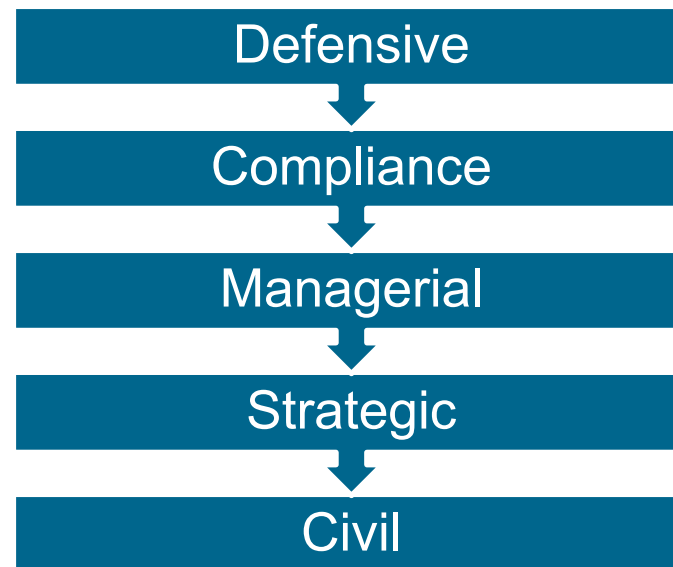 Defensive
Compliance
Managerial
Strategic
Civil